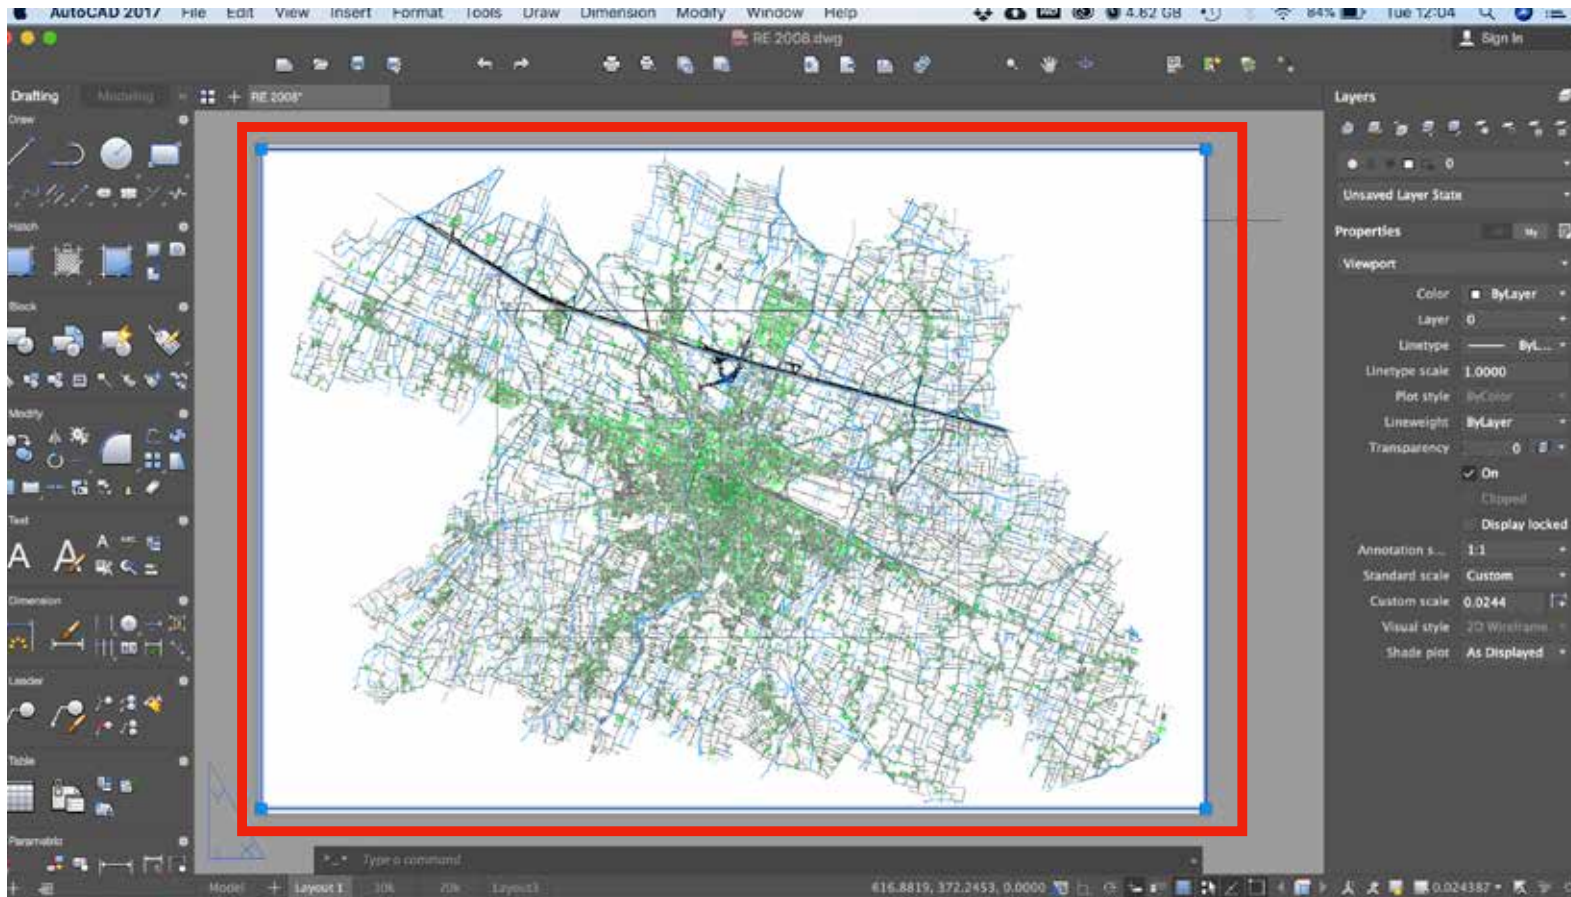 AutoCAD 2017 File Edit View Insert Format Tools Draw Dimension Modify Window Help 4.62 GB 84% Tue 12:04
RE 2008.dwg
Sign In
Drafting Modeling
RE 2008*
Layers
Draw
0
Unsaved Layer State
Hatch
Properties
My
Viewport
Color ByLayer
Block
Layer 0
Linetype ByL...
Linetype scale 1.0000
Plot style ByColor
Modify
Lineweight ByLayer
Transparency 0
On
Clipped
Text
Display locked
A A A
Annotation s... 1:1
Standard scale Custom
Dimension
Custom scale 0.0244
Visual style 2D Wireframe
Shade plot As Displayed
Leader
Table
Parametric
Type a command
Model + Layout1 10k 20k Layout3 616.8819, 372.2453, 0.0000 0.024387